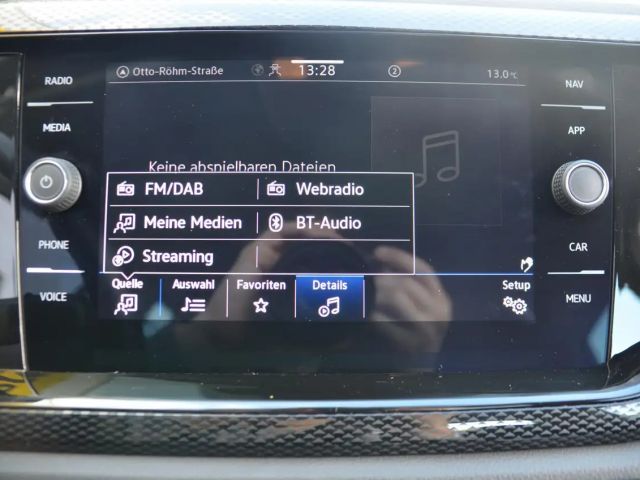 RADIO
MEDIA
PHONE
VOICE
Otto-Röhm-Straße 13:28 2 13.0 °C
Keine abspielbaren Dateien
FM/DAB Webradio
Meine Medien BT-Audio
Streaming
Quelle Auswahl Favoriten Details Setup
NAV
APP
CAR
MENU